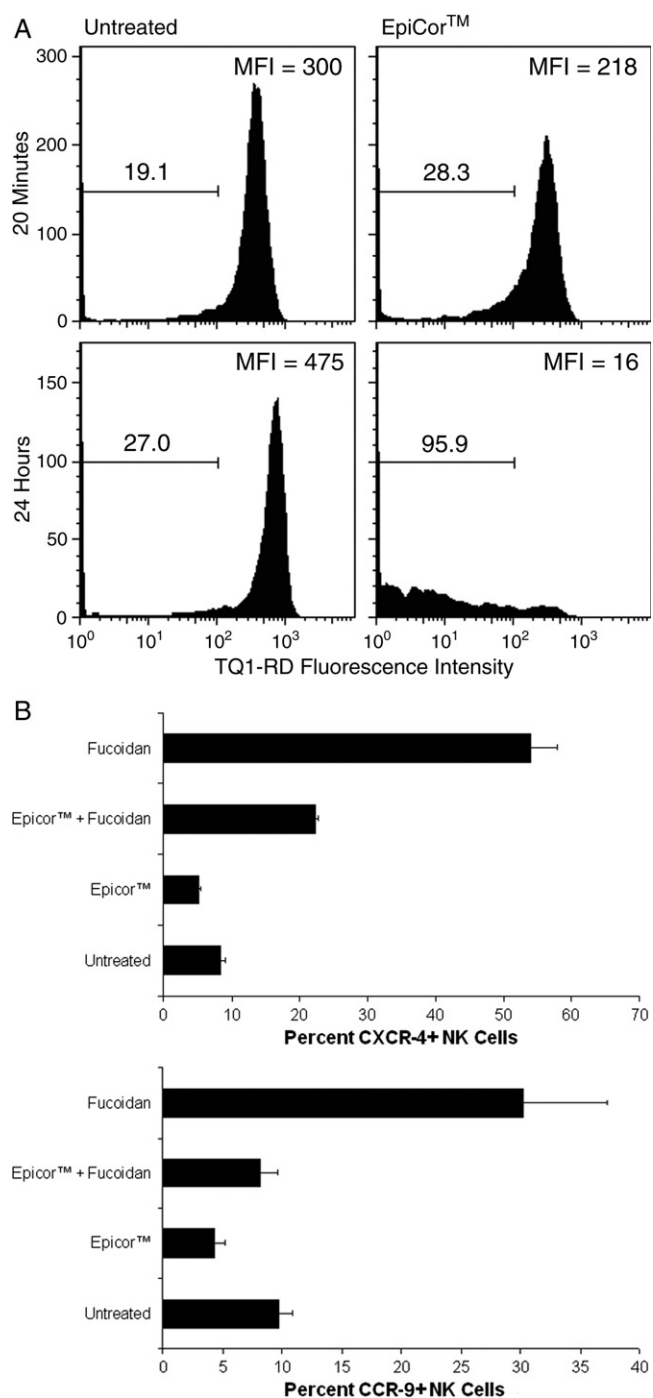 A
Untreated
EpiCor™
20 Minutes
300
200
100
0
MFI = 300
19.1
MFI = 218
28.3
24 Hours
150
100
50
0
MFI = 475
27.0
MFI = 16
95.9
10⁰ 10¹ 10² 10³
10⁰ 10¹ 10² 10³
TQ1-RD Fluorescence Intensity
B
Fucoidan
Epicor™ + Fucoidan
Epicor™
Untreated
0 10 20 30 40 50 60 70
Percent CXCR-4+ NK Cells
Fucoidan
Epicor™ + Fucoidan
Epicor™
Untreated
0 5 10 15 20 25 30 35 40
Percent CCR-9+ NK Cells